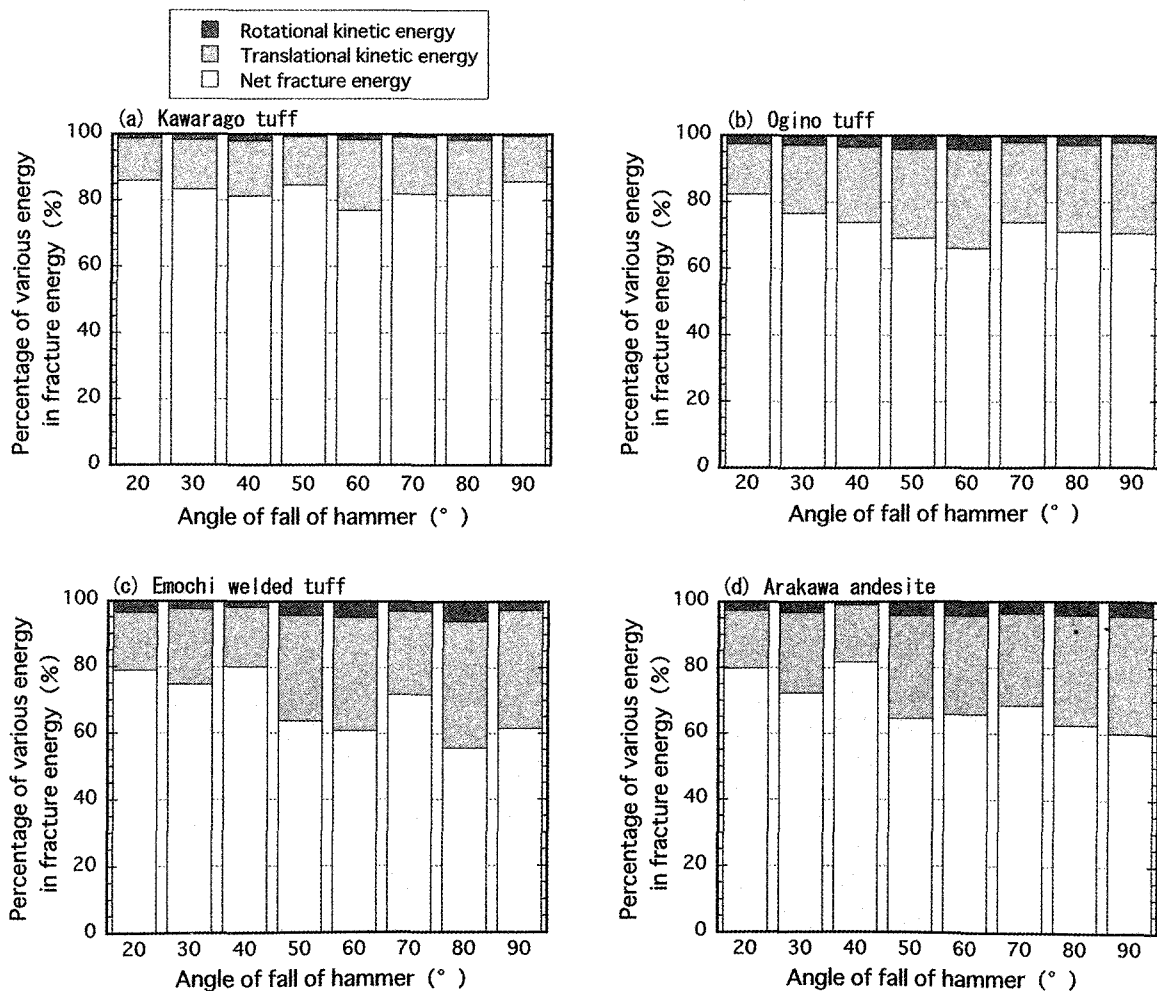 Rotational kinetic energy
Translational kinetic energy
Net fracture energy
(a) Kawarago tuff
Percentage of various energy
in fracture energy (%)
100
80
60
40
20
0
20 30 40 50 60 70 80 90
Angle of fall of hammer (°)
(b) Ogino tuff
Percentage of various energy
in fracture energy (%)
100
80
60
40
20
0
20 30 40 50 60 70 80 90
Angle of fall of hammer (°)
(c) Emochi welded tuff
Percentage of various energy
in fracture energy (%)
100
80
60
40
20
0
20 30 40 50 60 70 80 90
Angle of fall of hammer (°)
(d) Arakawa andesite
Percentage of various energy
in fracture energy (%)
100
80
60
40
20
0
20 30 40 50 60 70 80 90
Angle of fall of hammer (°)